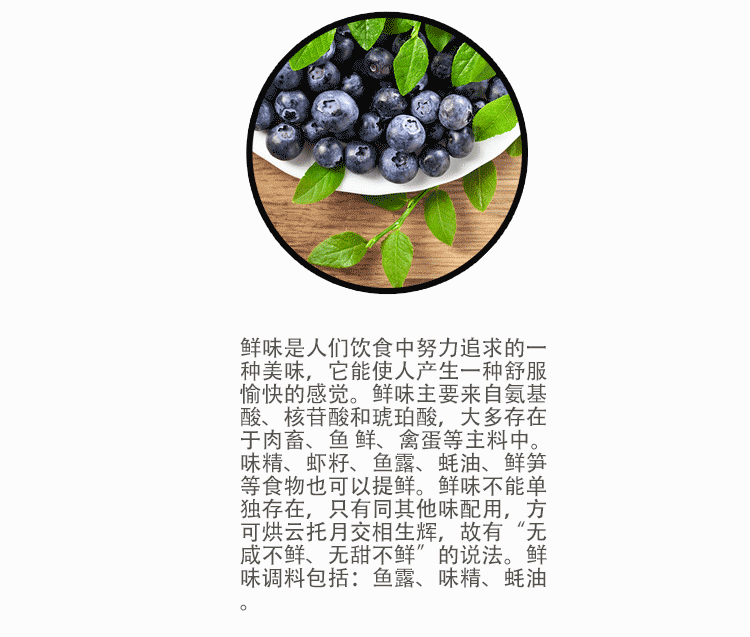 鲜味是人们饮食中努力追求的一
种美味，它能使人产生一种舒服
愉快的感觉。鲜味主要来自氨基
酸、核苷酸和琥珀酸，大多存在
于肉畜、鱼 鲜、禽蛋等主料中。
味精、虾籽、鱼露、蚝油、鲜笋
等食物也可以提鲜。鲜味不能单
独存在，只有同其他味配用，方
可烘云托月交相生辉，故有“无
咸不鲜、无甜不鲜”的说法。鲜
味调料包括：鱼露、味精、蚝油
。